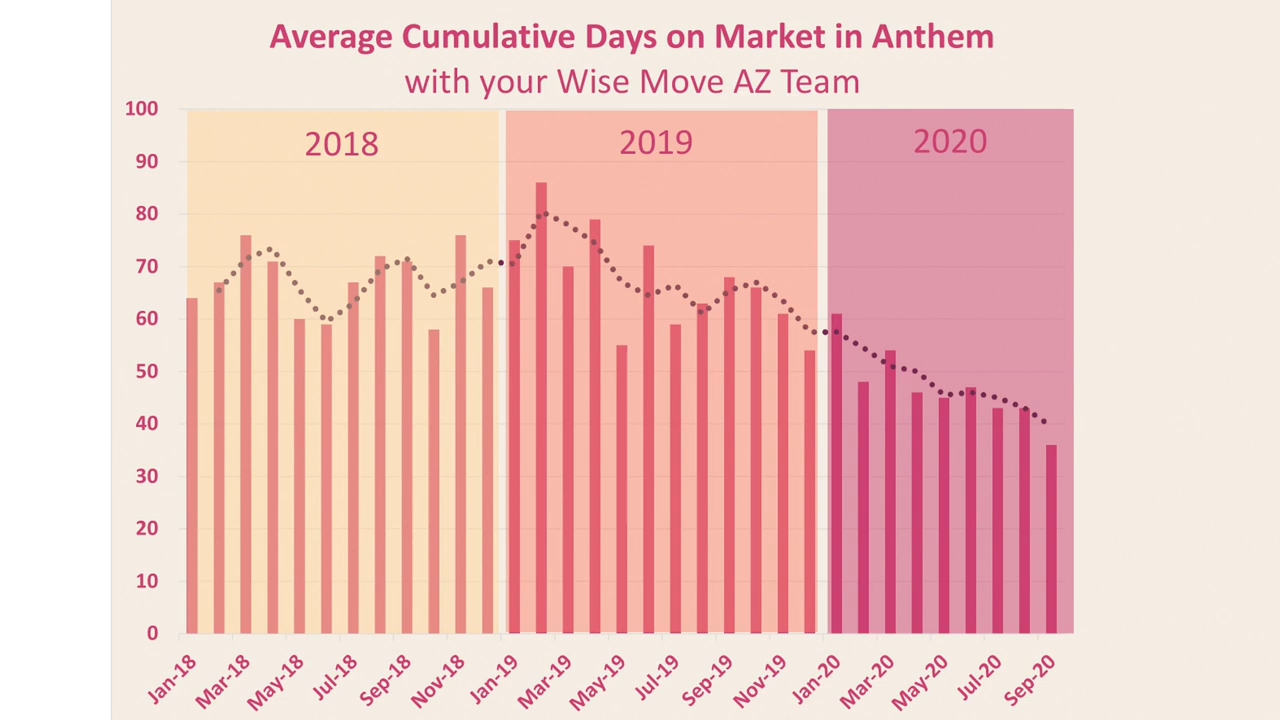 Average Cumulative Days on Market in Anthem
with your Wise Move AZ Team
100
90
80
70
60
50
40
30
20
10
0
2018
2019
2020
Jan-18
Mar-18
May-18
Jul-18
Sep-18
Nov-18
Jan-19
Mar-19
May-19
Jul-19
Sep-19
Nov-19
Jan-20
Mar-20
May-20
Jul-20
Sep-20